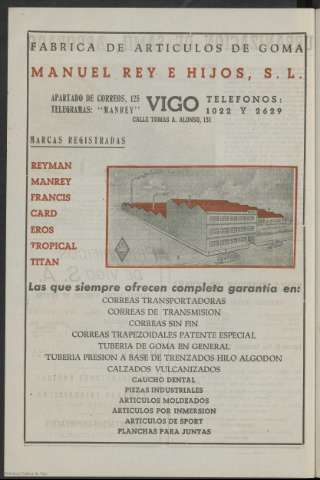 FABRICA DE ARTICULOS DE GOMA
MANUEL REY E HIJOS, S. L.
APARTADO DE CORREOS, 125
TELEGRAMAS: "MANREY"
VIGO
TELEFONOS:
1022 Y 2629
CALLE TOMAS A. ALONSO, 151
MARCAS REGISTRADAS
REYMAN
MANREY
FRANCIS
CARD
EROS
TROPICAL
TITAN
Las que siempre ofrecen completa garantía en:
CORREAS TRANSPORTADORAS
CORREAS DE TRANSMISION
CORREAS SIN FIN
CORREAS TRAPEZOIDALES PATENTE ESPECIAL
TUBERIA DE GOMA EN GENERAL
TUBERIA PRESION A BASE DE TRENZADOS HILO ALGODON
CALZADOS VULCANIZADOS
CAUCHO DENTAL
PIEZAS INDUSTRIALES
ARTICULOS MOLDEADOS
ARTICULOS POR INMERSION
ARTICULOS DE SPORT
PLANCHAS PARA JUNTAS